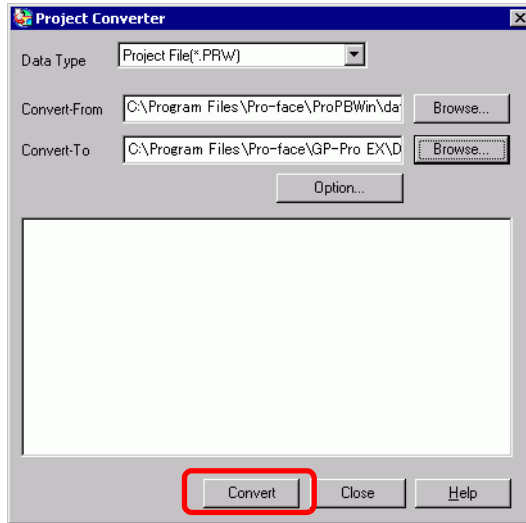 Project Converter
Data Type Project File(*.PRW)
Convert-From C:\Program Files\Pro-face\ProPBWin\da Browse...
Convert-To C:\Program Files\Pro-face\GP-Pro EX\D Browse...
Option...
Convert Close Help